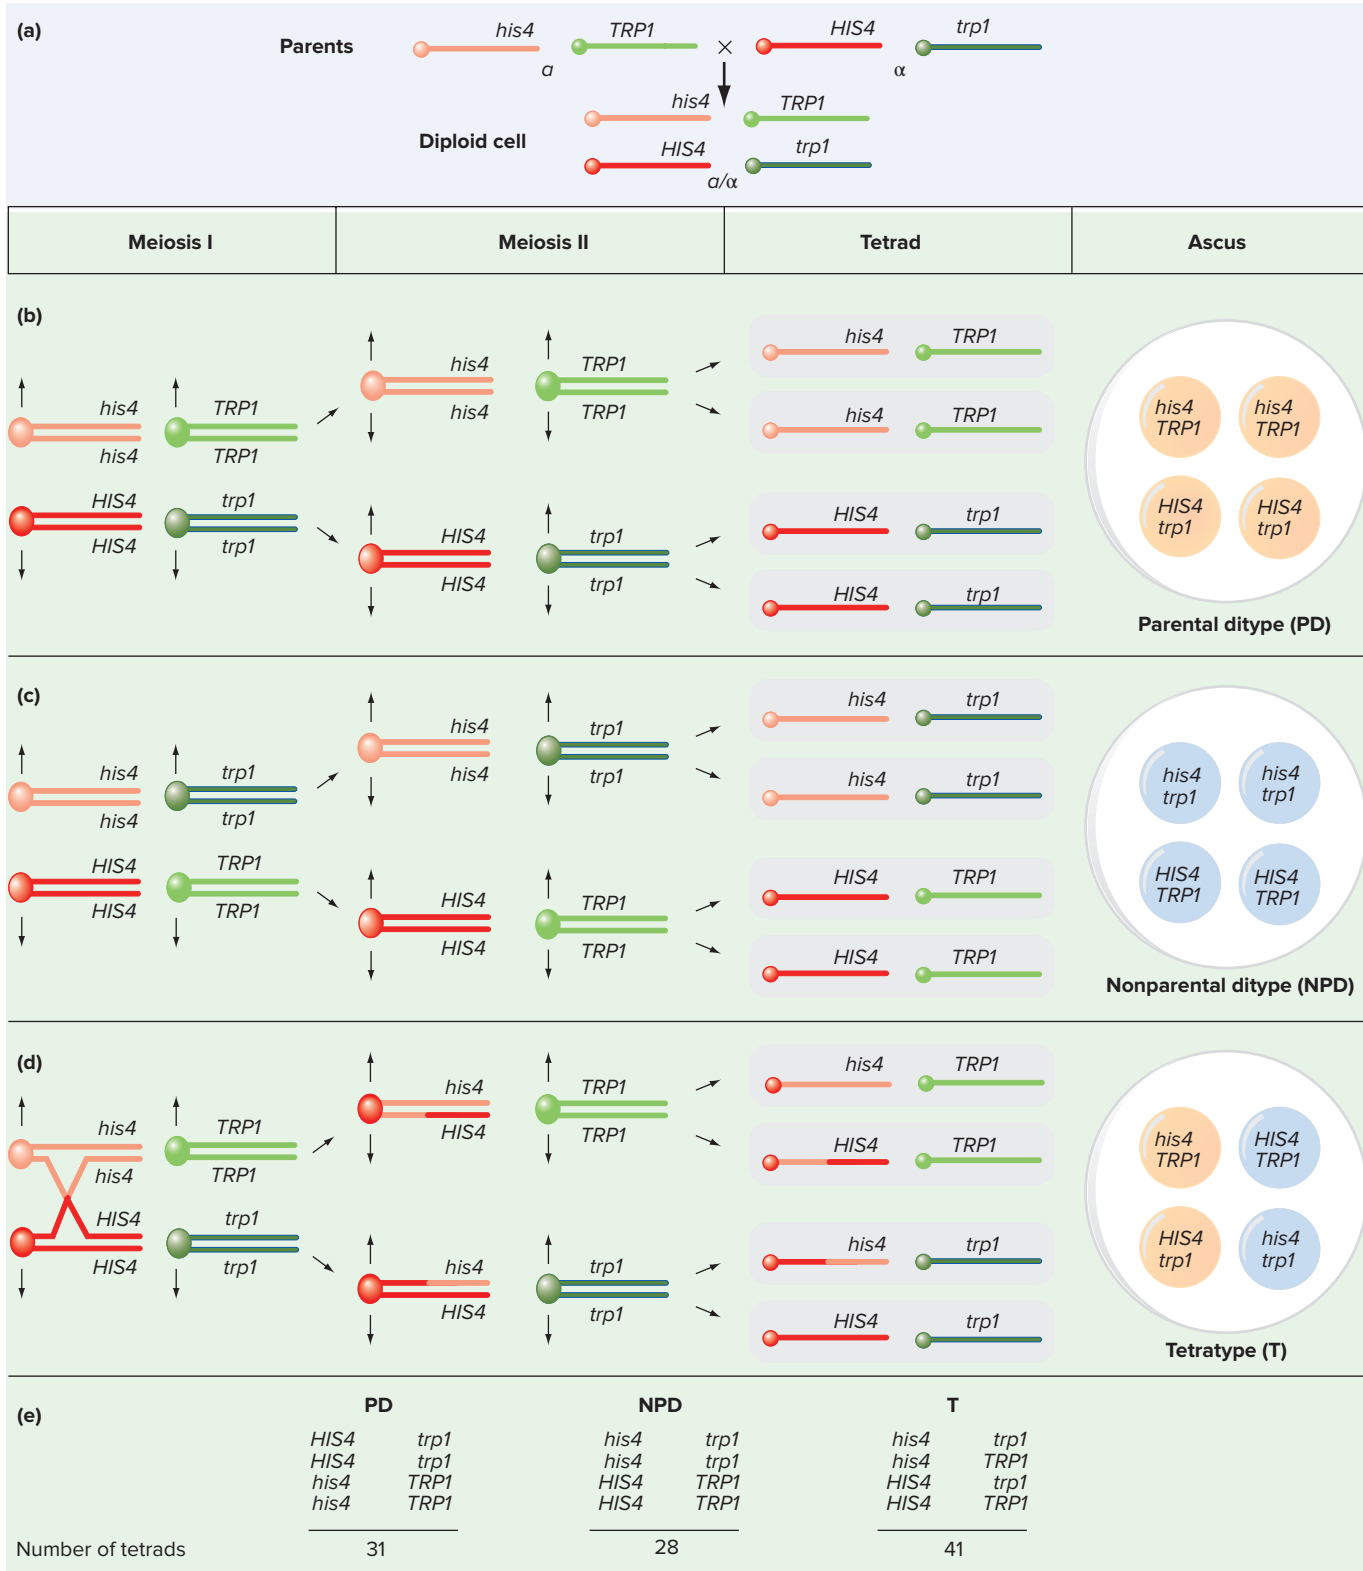 (a)
Parents
his4 TRP1 × HIS4 trp1
a α
his4 TRP1
Diploid cell
HIS4 trp1
a/α
Meiosis I Meiosis II Tetrad Ascus
(b)
his4 TRP1
his4 TRP1
HIS4 trp1
HIS4 trp1
his4 TRP1
his4 TRP1
HIS4 trp1
HIS4 trp1
his4 TRP1
his4 TRP1
HIS4 trp1
HIS4 trp1
his4 his4
TRP1 TRP1
HIS4 HIS4
trp1 trp1
Parental ditype (PD)
(c)
his4 trp1
his4 trp1
HIS4 TRP1
HIS4 TRP1
his4 trp1
his4 trp1
HIS4 TRP1
HIS4 TRP1
his4 trp1
his4 trp1
HIS4 TRP1
HIS4 TRP1
his4 his4
trp1 trp1
HIS4 HIS4
TRP1 TRP1
Nonparental ditype (NPD)
(d)
his4 TRP1
his4 TRP1
HIS4 trp1
HIS4 trp1
his4 TRP1
HIS4 TRP1
his4 trp1
HIS4 trp1
his4 TRP1
HIS4 TRP1
his4 trp1
HIS4 trp1
his4 HIS4
TRP1 TRP1
HIS4 his4
trp1 trp1
Tetratype (T)
(e)
PD NPD T
HIS4 trp1 his4 trp1 his4 trp1
HIS4 trp1 his4 trp1 his4 TRP1
his4 TRP1 HIS4 TRP1 HIS4 trp1
his4 TRP1 HIS4 TRP1 HIS4 TRP1
Number of tetrads 31 28 41